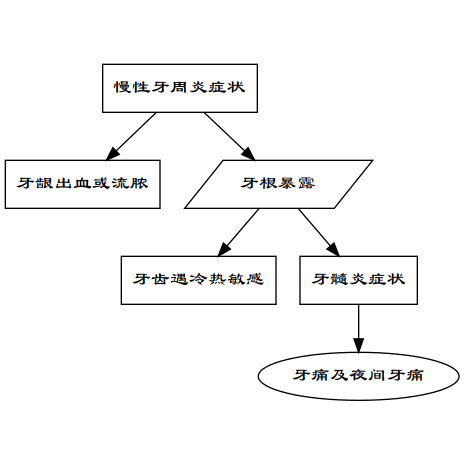 慢性牙周炎症状
牙龈出血或流脓
牙根暴露
牙齿遇冷热敏感
牙髓炎症状
牙痛及夜间牙痛